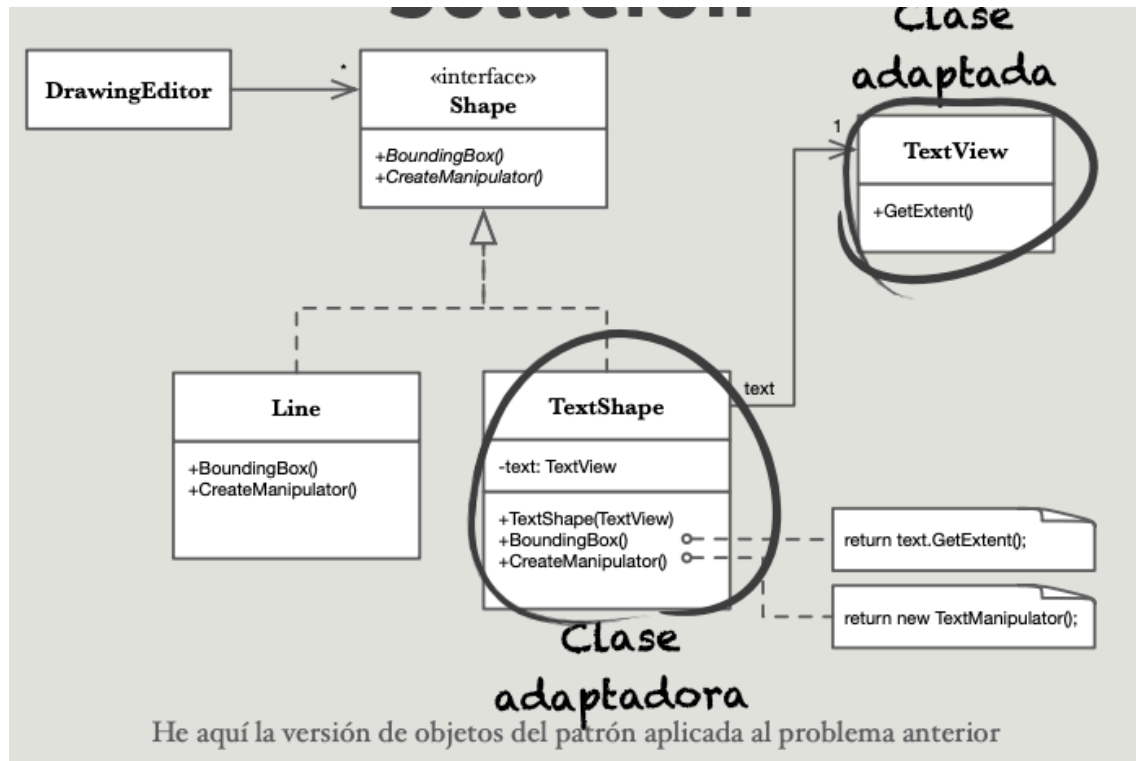 Solución
Clase
adaptada
DrawingEditor
*
«interface»
Shape
+BoundingBox()
+CreateManipulator()
1
TextView
+GetExtent()
Line
+BoundingBox()
+CreateManipulator()
TextShape
text
-text: TextView
+TextShape(TextView)
+BoundingBox()
+CreateManipulator()
return text.GetExtent();
return new TextManipulator();
Clase
adaptadora
He aquí la versión de objetos del patrón aplicada al problema anterior